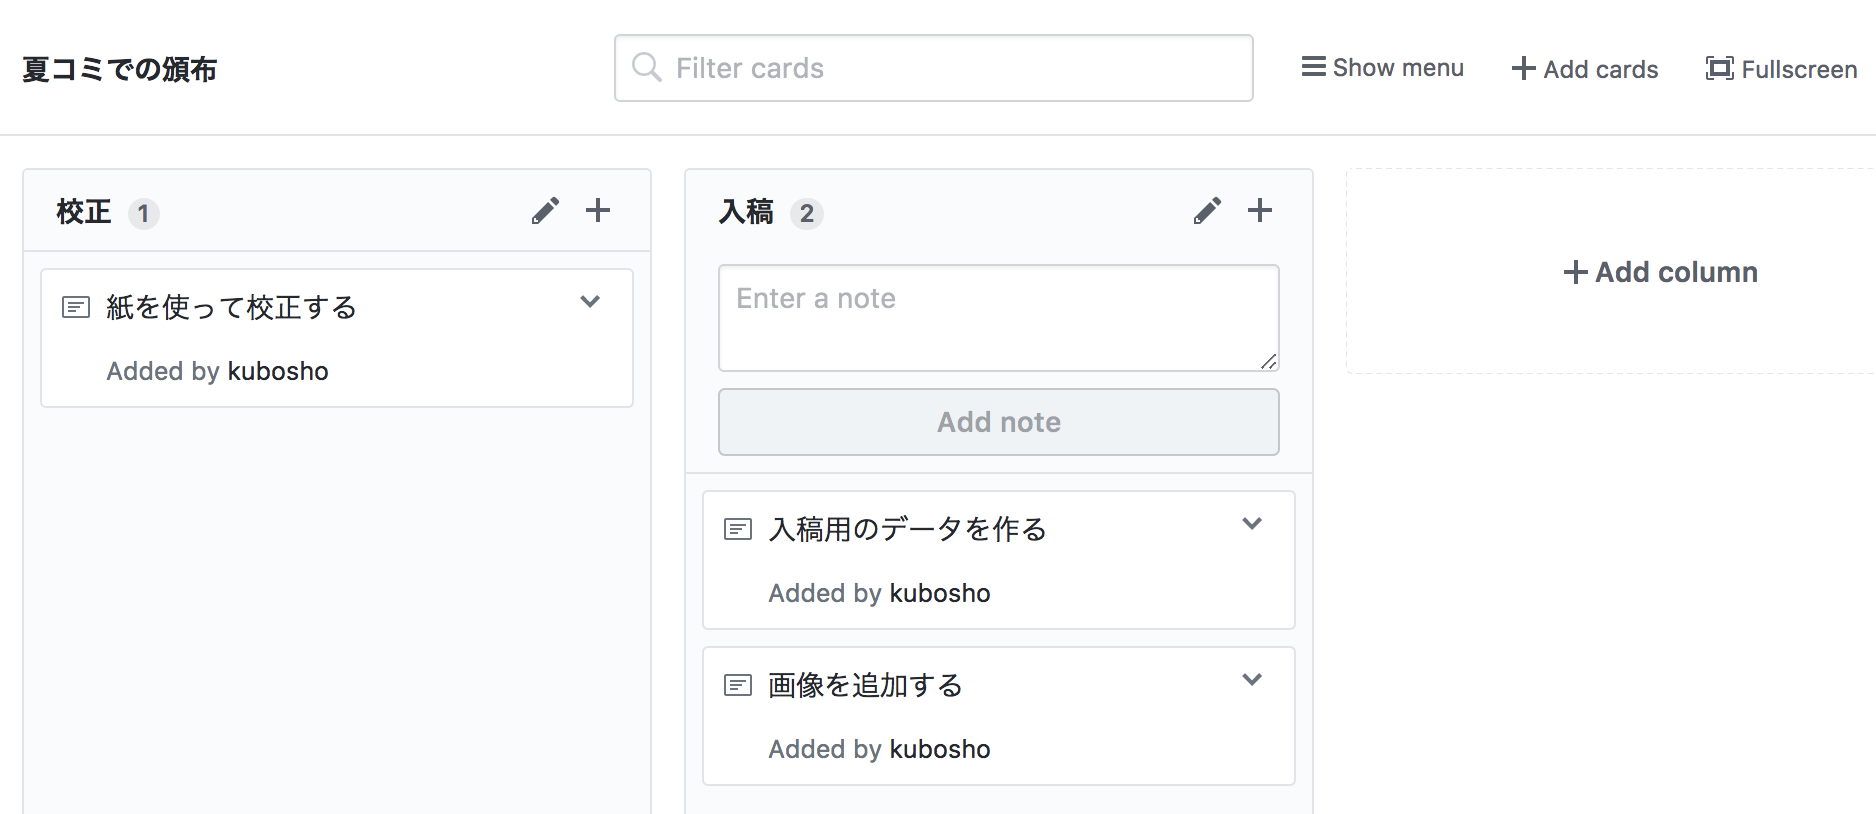 夏コミでの頒布
Filter cards
Show menu
Add cards
Fullscreen
校正 1
紙を使って校正する
Added by kubosho
入稿 2
Enter a note
Add note
入稿用のデータを作る
Added by kubosho
画像を追加する
Added by kubosho
Add column